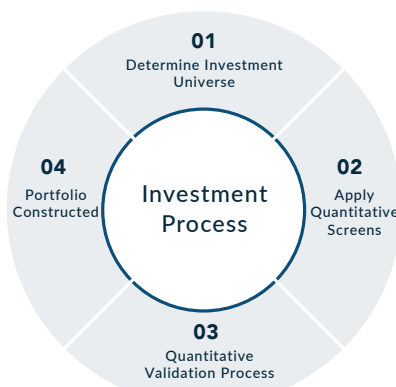 01
Determine Investment
Universe
02
Apply
Quantitative
Screens
03
Quantitative
Validation Process
04
Portfolio
Constructed
Investment
Process